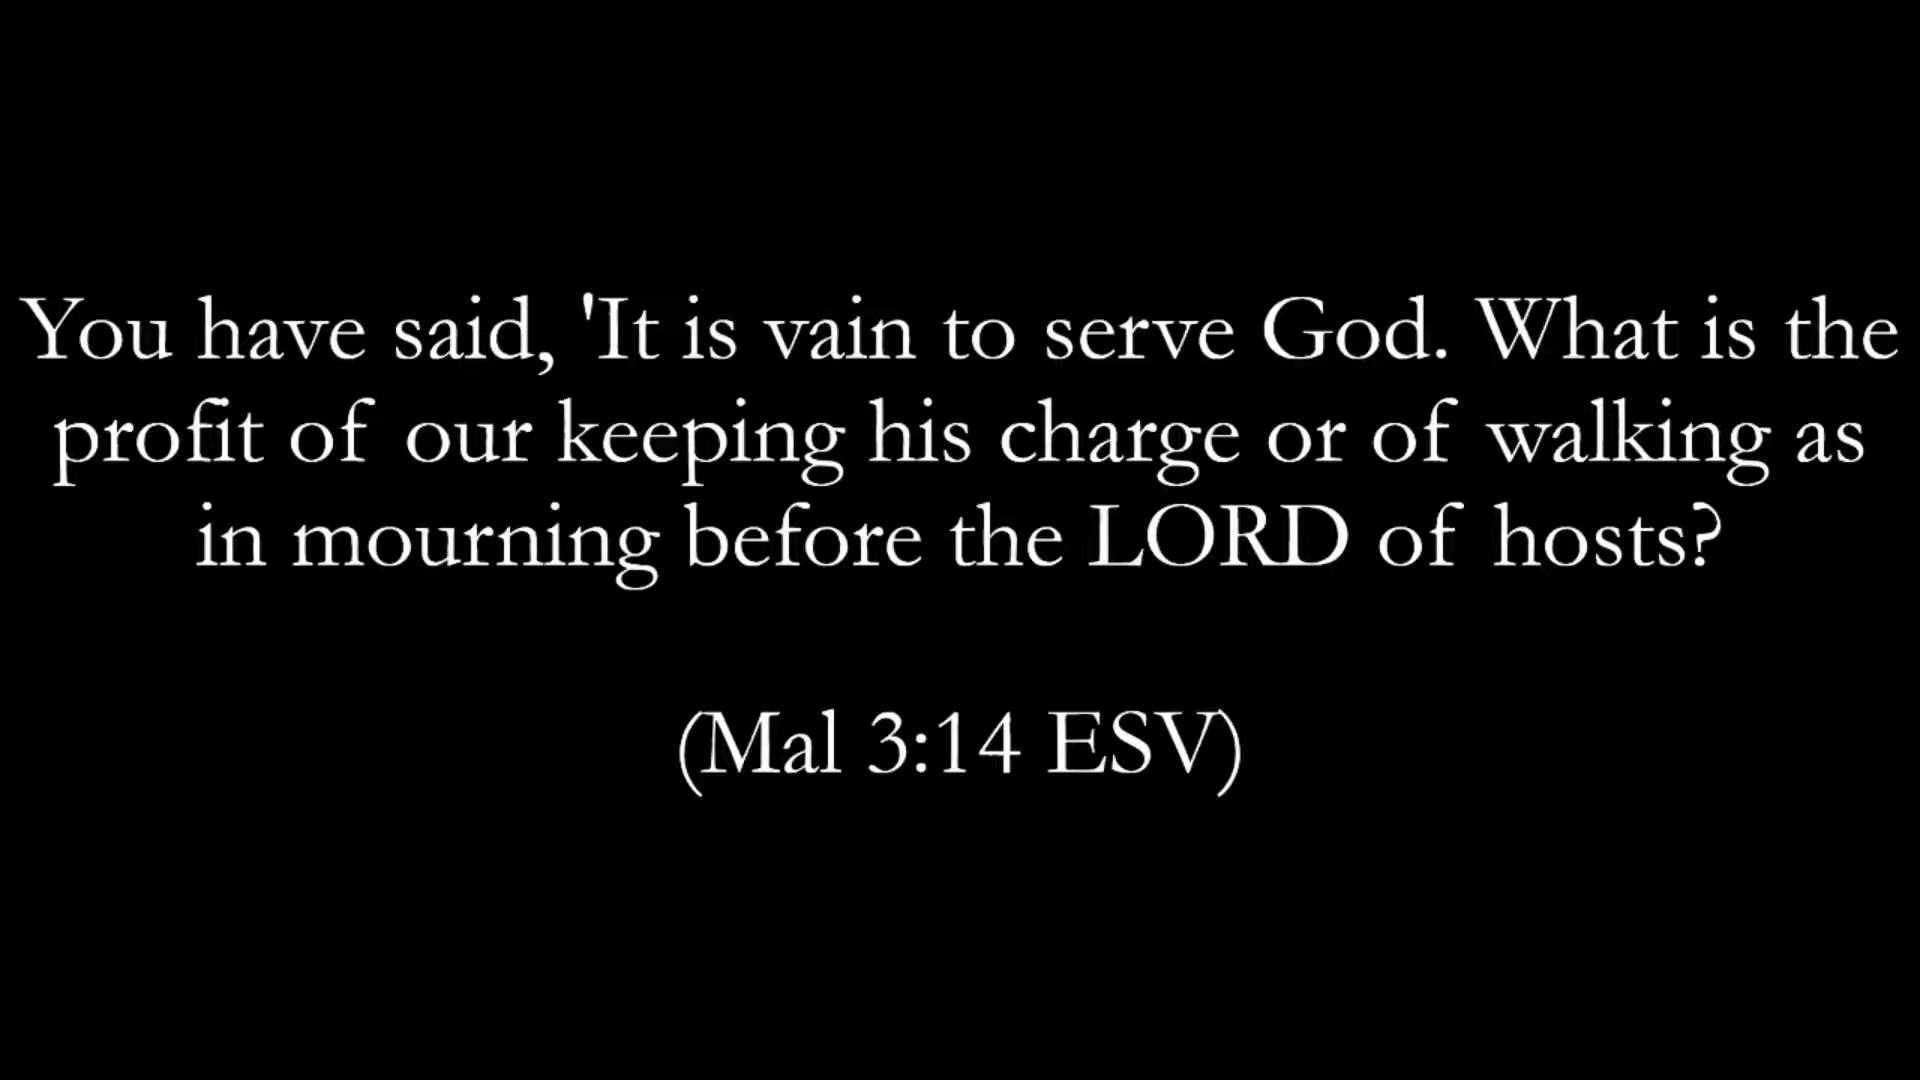 You have said, 'It is vain to serve God. What is the
profit of our keeping his charge or of walking as
in mourning before the LORD of hosts?
(Mal 3:14 ESV)